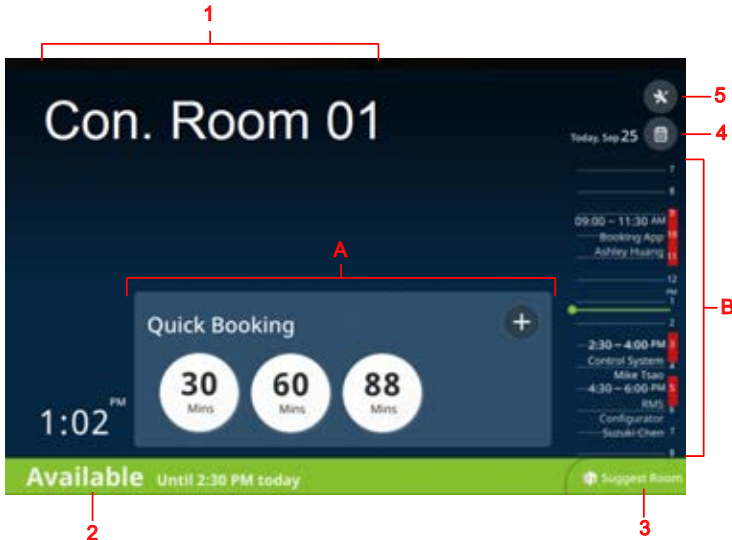 1
Con. Room 01
5
Today, Sep 25
4
7
8
09:00 ~ 11:30 AM
9
Booking App
10
Ashley Huang
11
A
12
PM
1
B
Quick Booking
+
2
30
Mins
60
Mins
88
Mins
2:30 ~ 4:00 PM
3
Control System
4
Mike Tsao
4:30 ~ 6:00 PM
5
RMS
6
Configurator
Suzuki Chen
7
8
1:02 PM
Available Until 2:30 PM today
Suggest Room
2
3